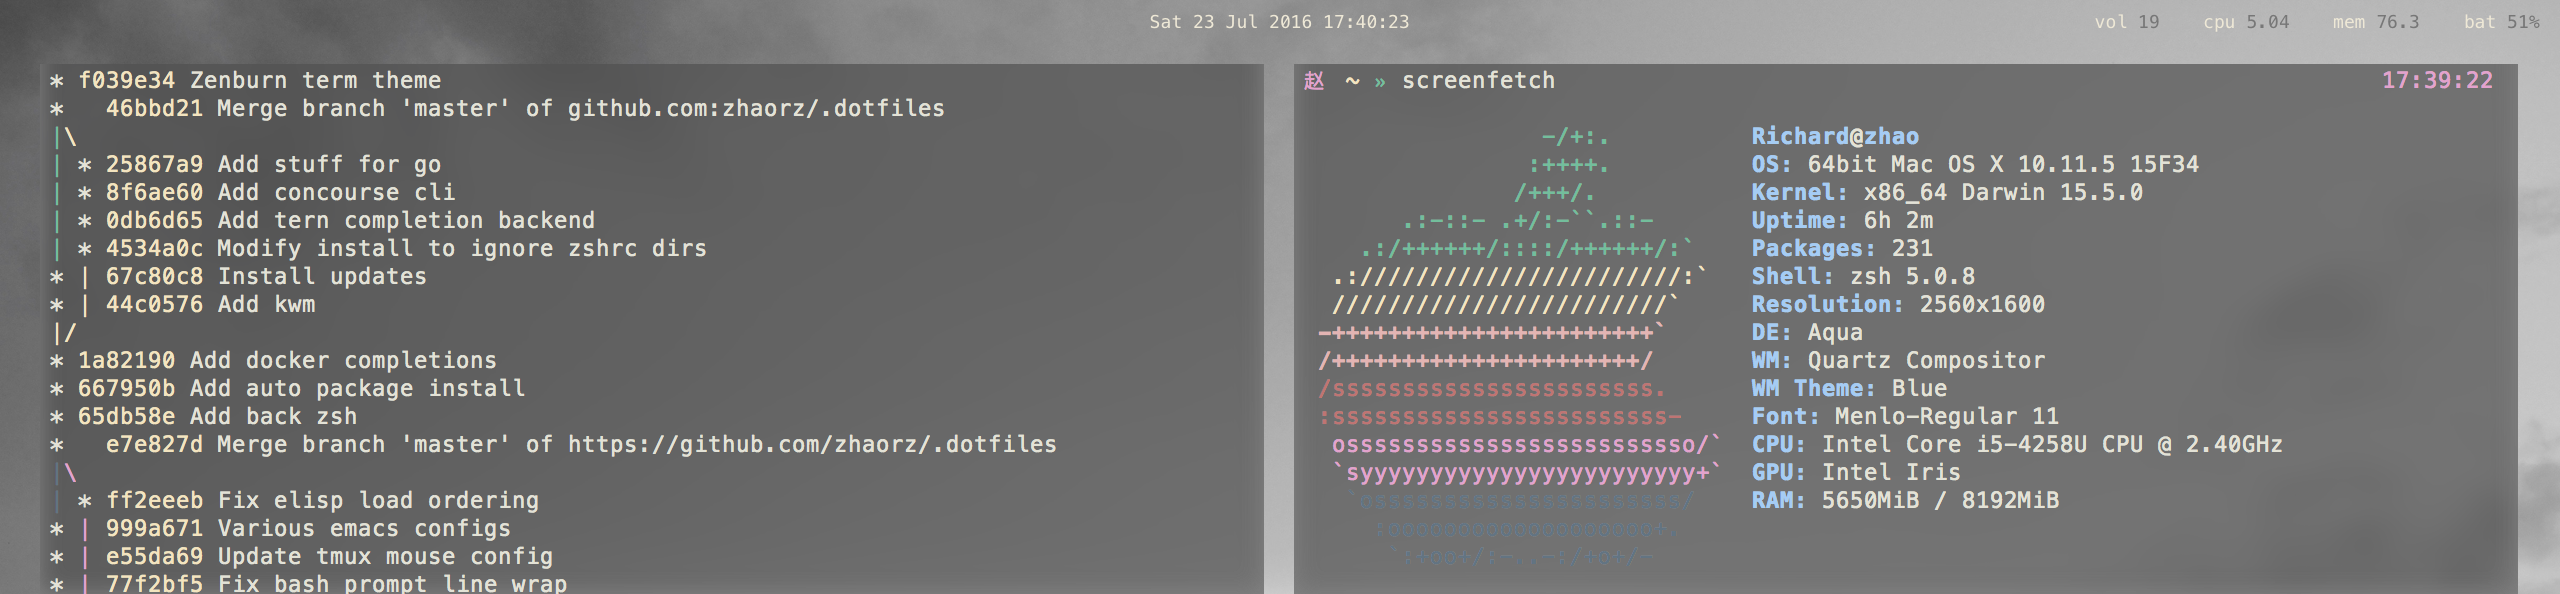 Sat 23 Jul 2016 17:40:23
vol 19 cpu 5.04 mem 76.3 bat 51%
* f039e34 Zenburn term theme
*   46bbd21 Merge branch 'master' of github.com:zhaorz/.dotfiles
|\
| * 25867a9 Add stuff for go
| * 8f6ae60 Add concourse cli
| * 0db6d65 Add tern completion backend
| * 4534a0c Modify install to ignore zshrc dirs
* | 67c80c8 Install updates
* | 44c0576 Add kwm
|/
* 1a82190 Add docker completions
* 667950b Add auto package install
* 65db58e Add back zsh
*   e7e827d Merge branch 'master' of https://github.com/zhaorz/.dotfiles
|\
| * ff2eeeb Fix elisp load ordering
* | 999a671 Various emacs configs
* | e55da69 Update tmux mouse config
* | 77f2bf5 Fix bash prompt line wrap
赵 ~ » screenfetch 17:39:22
Richard@zhao
OS: 64bit Mac OS X 10.11.5 15F34
Kernel: x86_64 Darwin 15.5.0
Uptime: 6h 2m
Packages: 231
Shell: zsh 5.0.8
Resolution: 2560x1600
DE: Aqua
WM: Quartz Compositor
WM Theme: Blue
Font: Menlo-Regular 11
CPU: Intel Core i5-4258U CPU @ 2.40GHz
GPU: Intel Iris
RAM: 5650MiB / 8192MiB